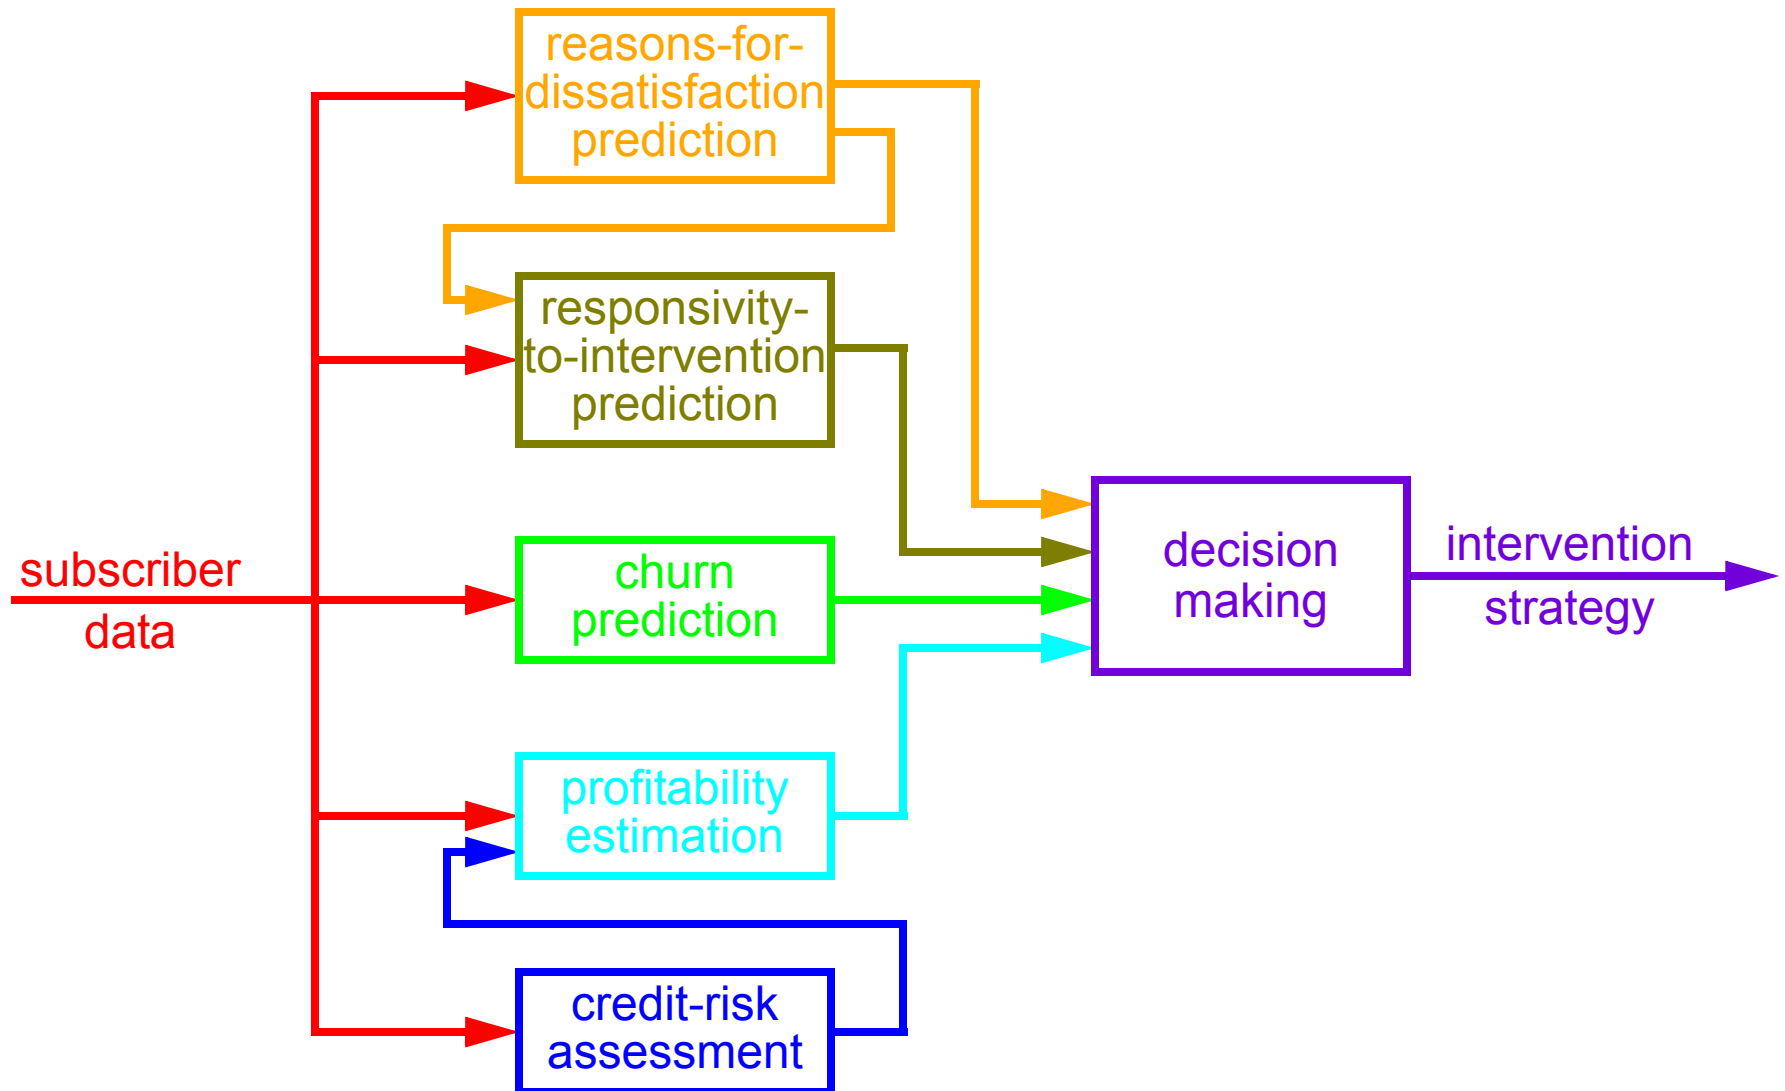 reasons-for-
dissatisfaction
prediction
responsivity-
to-intervention
prediction
subscriber
data
churn
prediction
decision
making
intervention
strategy
profitability
estimation
credit-risk
assessment